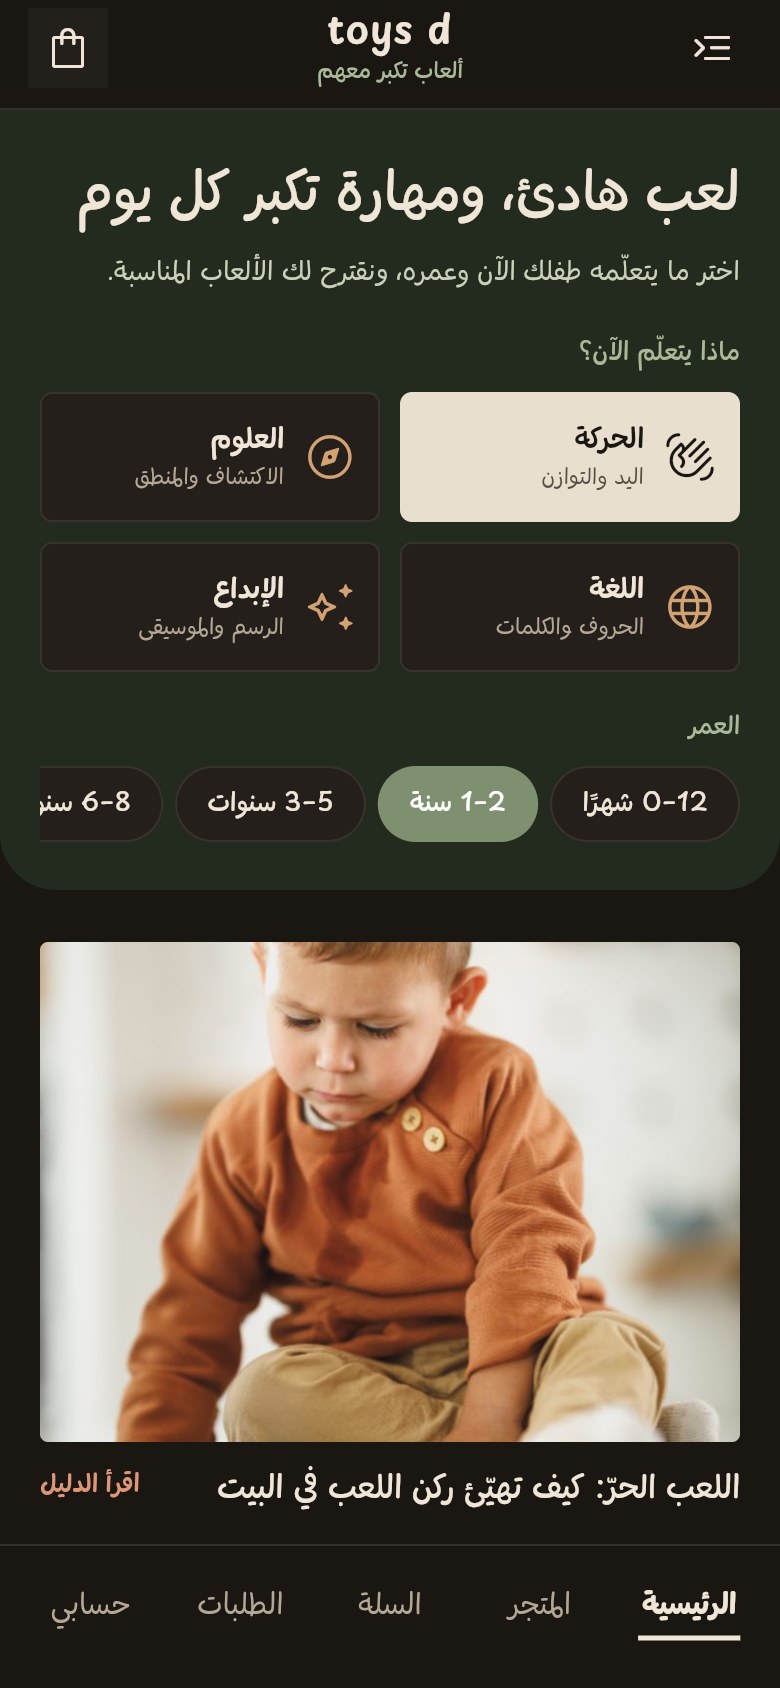 toys d
ألعاب تكبر معهم
لعب هادئ، ومهارة تكبر كل يوم
اختر ما يتعلّمه طفلك الآن وعمره، ونقترح لك الألعاب المناسبة.
ماذا يتعلّم الآن؟
الحركة
اليد والتوازن
العلوم
الاكتشاف والمنطق
اللغة
الحروف والكلمات
الإبداع
الرسم والموسيقى
العمر
0–12 شهرًا
1–2 سنة
3–5 سنوات
6–8 سنو
اللعب الحرّ: كيف تهيّئ ركن اللعب في البيت
اقرأ الدليل
الرئيسية
المتجر
السلة
الطلبات
حسابي